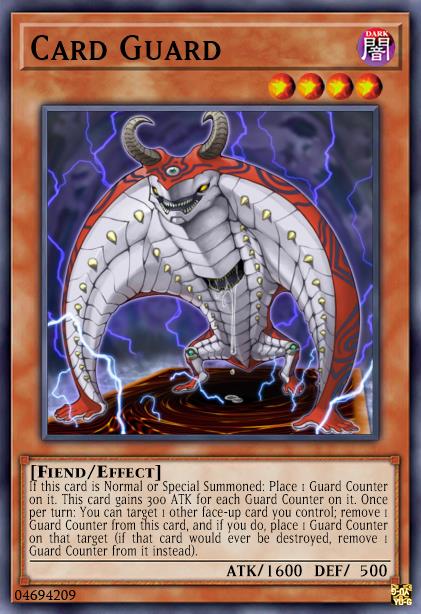 CARD GUARD
DARK
闇
[FIEND/EFFECT]
If this card is Normal or Special Summoned: Place 1 Guard Counter
on it. This card gains 300 ATK for each Guard Counter on it. Once
per turn: You can target 1 other face-up card you control; remove 1
Guard Counter from this card, and if you do, place 1 Guard Counter
on that target (if that card would ever be destroyed, remove 1
Guard Counter from it instead).
ATK/1600 DEF/ 500
04694209